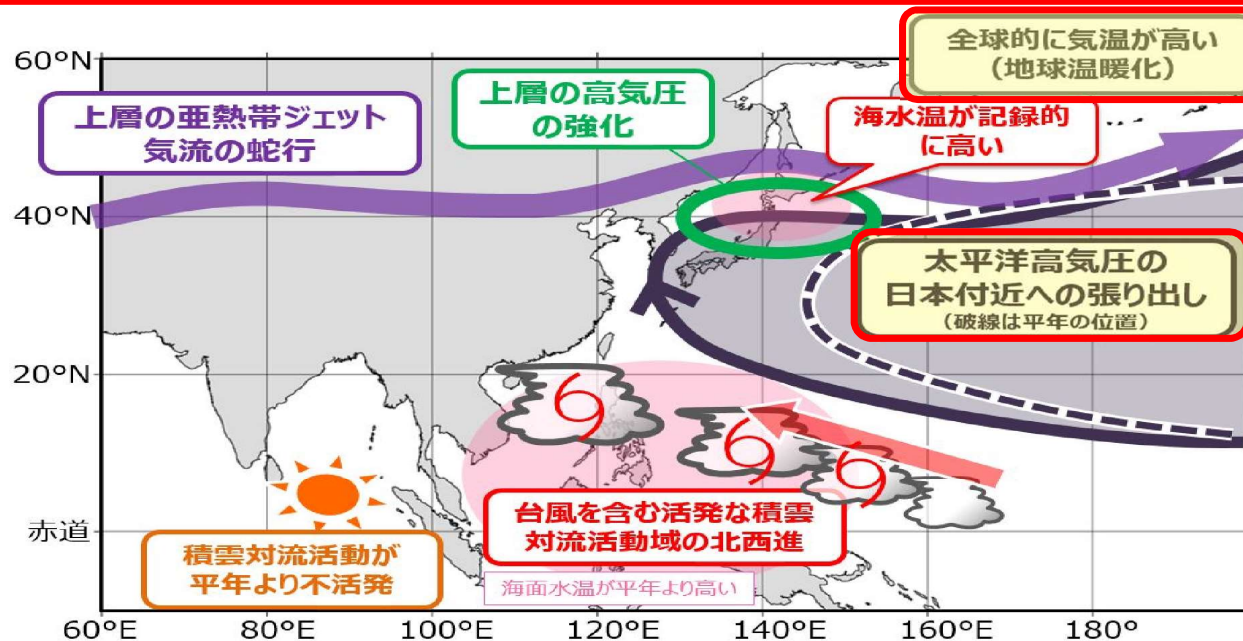 全球的に気温が高い
（地球温暖化）
60°N
上層の亜熱帯ジェット
気流の蛇行
上層の高気圧
の強化
海水温が記録的
に高い
40°N
太平洋高気圧の
日本付近への張り出し
（破線は平年の位置）
20°N
赤道
台風を含む活発な積雲
対流活動域の北西進
積雲対流活動が
平年より不活発
海面水温が平年より高い
60°E
80°E
100°E
120°E
140°E
160°E
180°